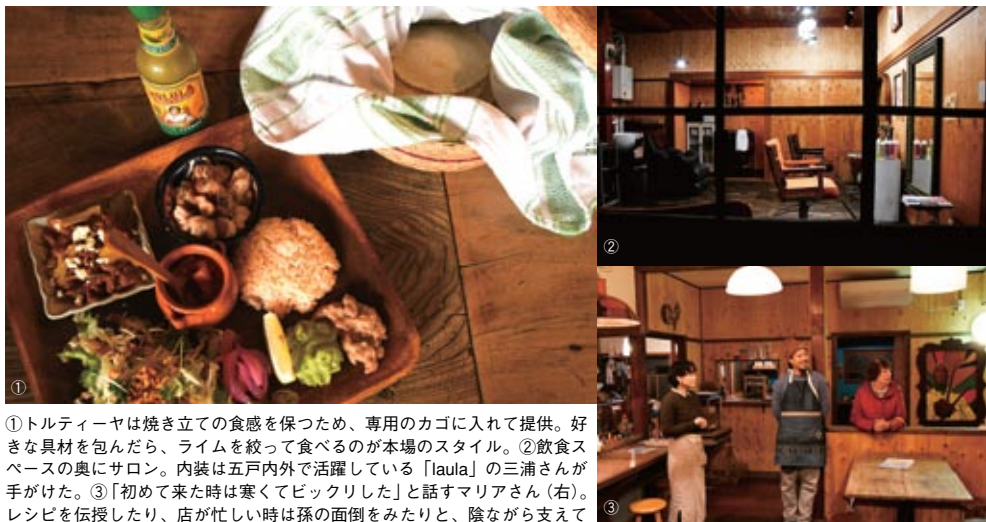 CHOLULA
②
①
③
①トルティーヤは焼き立ての食感を保つため、専用のカゴに入れて提供。好
きな具材を包んだら、ライムを絞って食べるのが本場のスタイル。②飲食ス
ペースの奥にサロン。内装は五戸内外で活躍している「laula」の三浦さんが
手がけた。③「初めて来た時は寒くてビックリした」と話すマリアさん（右）。
レシピを伝授したり、店が忙しい時は孫の面倒をみたりと、陰ながら支えて